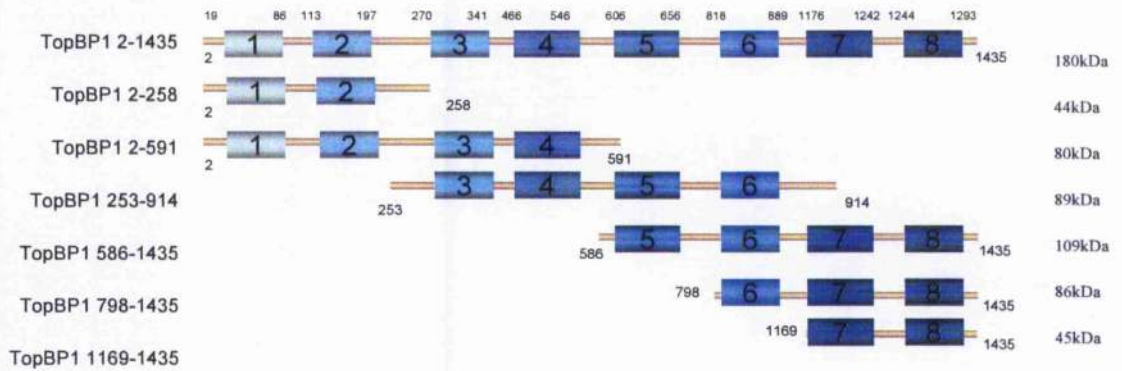 19 86 113 197 270 341 466 546 606 656 816 889 1176 1242 1244 1293
TopBP1 2-1435 1 2 3 4 5 6 7 8
2 1435 180kDa
TopBP1 2-258 1 2
2 258 44kDa
TopBP1 2-591 1 2 3 4
2 591 80kDa
TopBP1 253-914 3 4 5 6
253 914 89kDa
TopBP1 586-1435 5 6 7 8
586 1435 109kDa
TopBP1 798-1435 798 6 7 8 1435 86kDa
1169 7 8 1435 45kDa
TopBP1 1169-1435